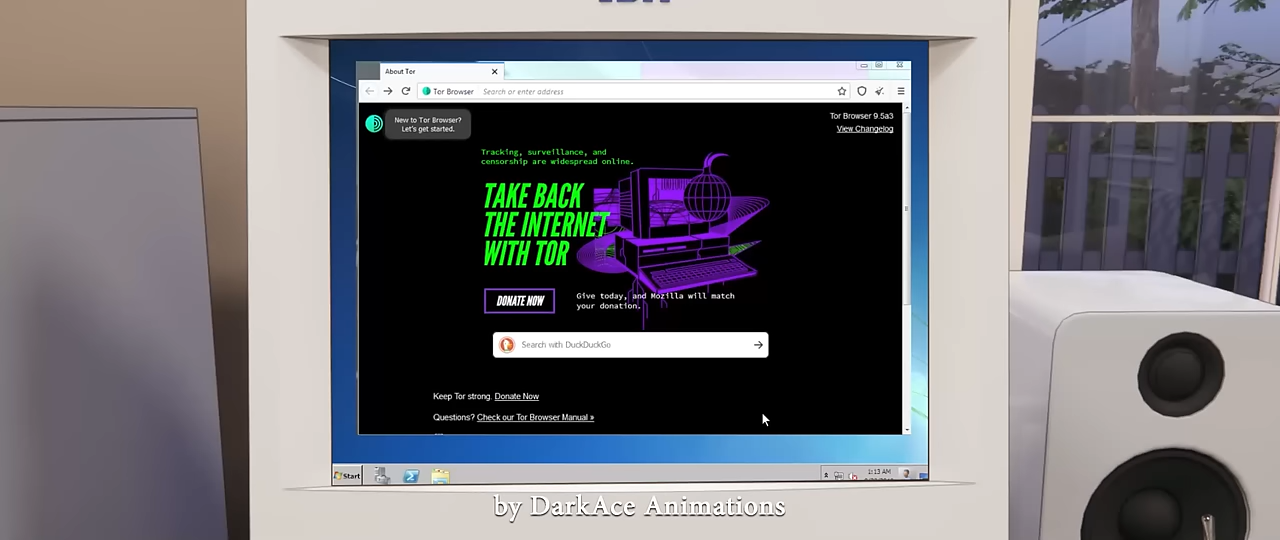 About Tor
Tor Browser Search or enter address
New to Tor Browser?
Let's get started.
Tor Browser 9.5a3
View Changelog
Tracking, surveillance, and
censorship are widespread online.
TAKE BACK
THE INTERNET
WITH TOR
DONATE NOW
Give today, and Mozilla will match
your donation.
Search with DuckDuckGo
Keep Tor strong. Donate Now
Questions? Check our Tor Browser Manual »
Start
1:13 AM
by DarkAce Animations